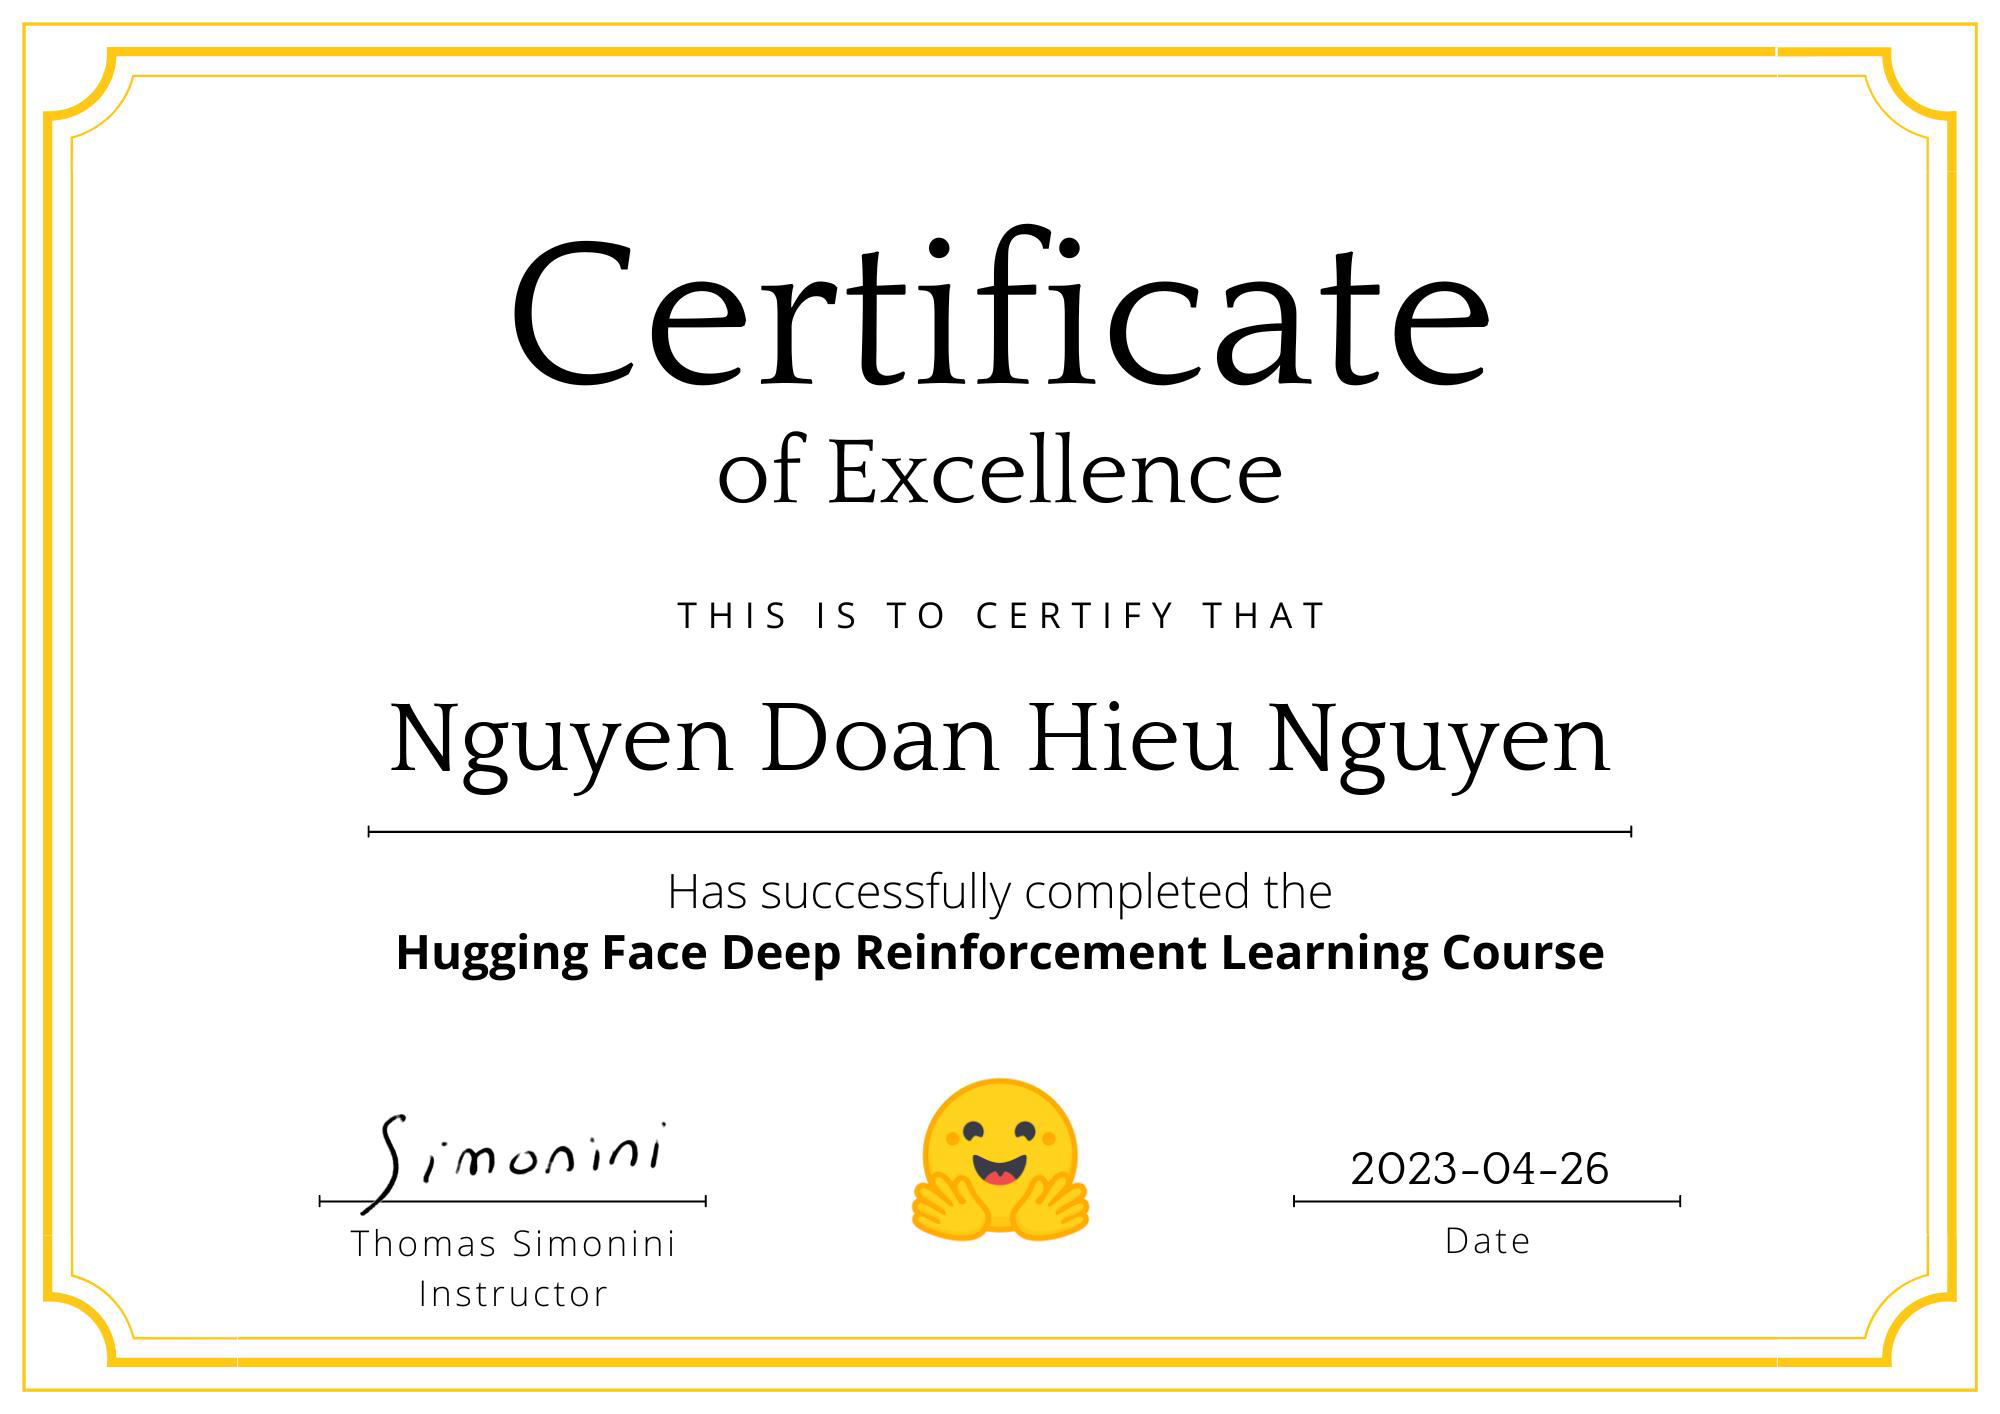 Certificate
of Excellence
THIS IS TO CERTIFY THAT
Nguyen Doan Hieu Nguyen
Has successfully completed the
Hugging Face Deep Reinforcement Learning Course
Simonini
2023-04-26
Thomas Simonini
Date
Instructor